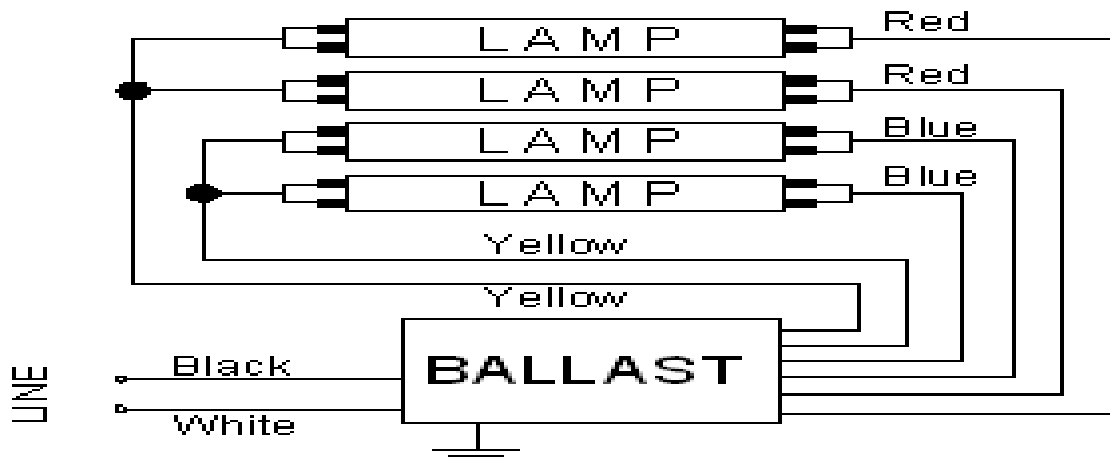 LAMP Red
LAMP Red
LAMP Blue
LAMP Blue
Yellow
Yellow
BALLAST
Black
White
LINE